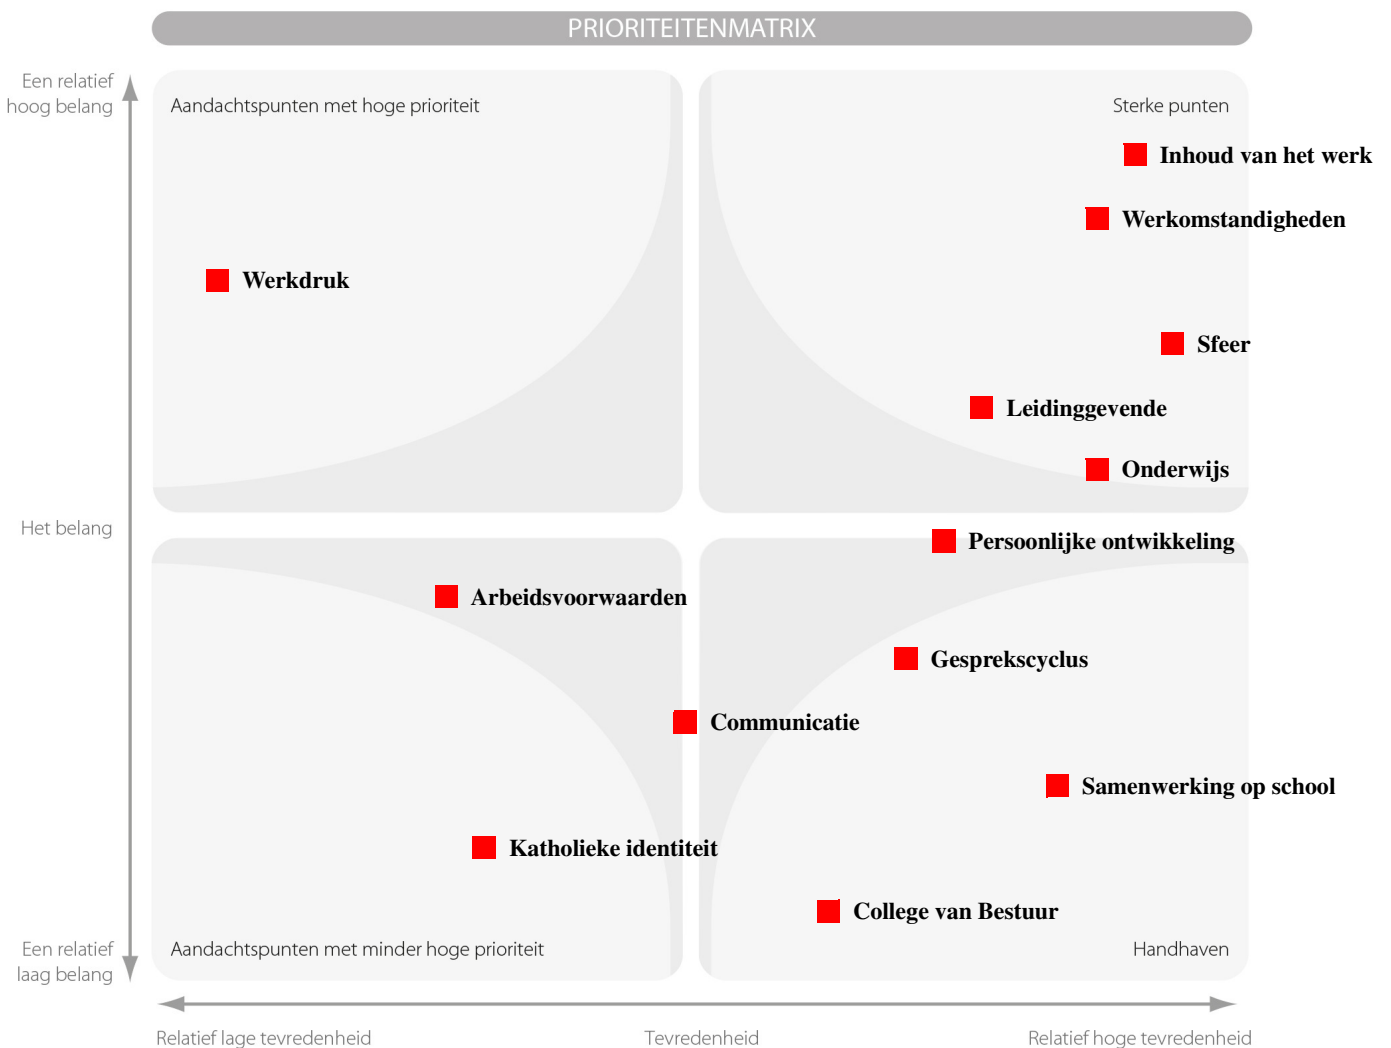 PRIORITEITENMATRIX
Een relatief
hoog belang
Aandachtspunten met hoge prioriteit
Sterke punten
Inhoud van het werk
Werkomstandigheden
Werkdruk
Sfeer
Leidinggevende
Onderwijs
Het belang
Persoonlijke ontwikkeling
Arbeidsvoorwaarden
Gesprekscyclus
Communicatie
Samenwerking op school
Katholieke identiteit
College van Bestuur
Een relatief
laag belang
Aandachtspunten met minder hoge prioriteit
Handhaven
Relatief lage tevredenheid
Tevredenheid
Relatief hoge tevredenheid